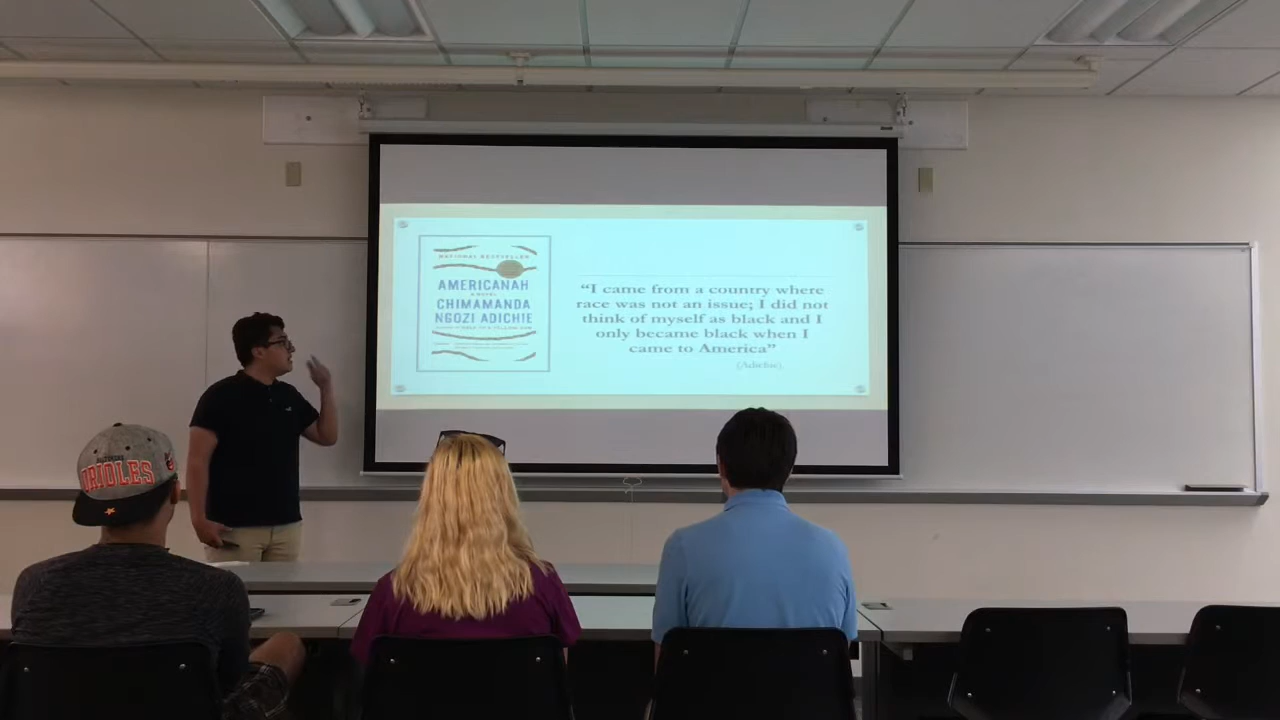 NATIONAL BESTSELLER
AMERICANAH
A NOVEL
CHIMAMANDA
NGOZI ADICHIE
“I came from a country where
race was not an issue; I did not
think of myself as black and I
only became black when I
came to America”
(Adichie).
ORIOLES